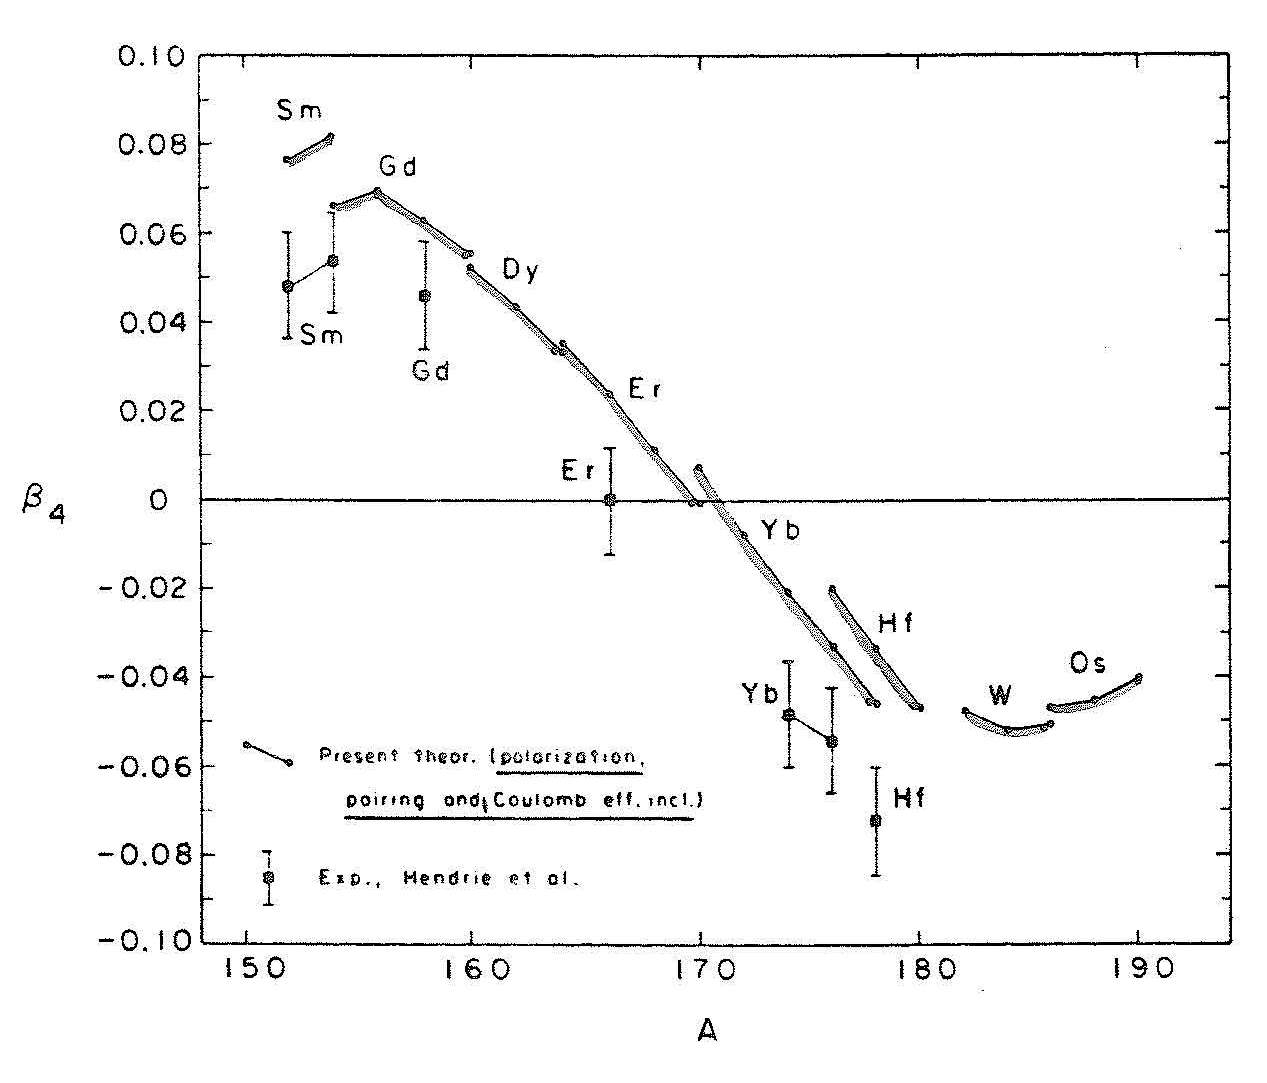 0.10
Sm
0.08
Gd
0.06
Dy
0.04
Sm
Gd
Er
0.02
Er
0
β4
Yb
-0.02
Hf
-0.04
Os
Yb
W
Present theor. (polarization,
-0.06
pairing and Coulomb eff. incl.)
Hf
-0.08
Exp., Hendrie et al.
-0.10
150 160 170 180 190
A